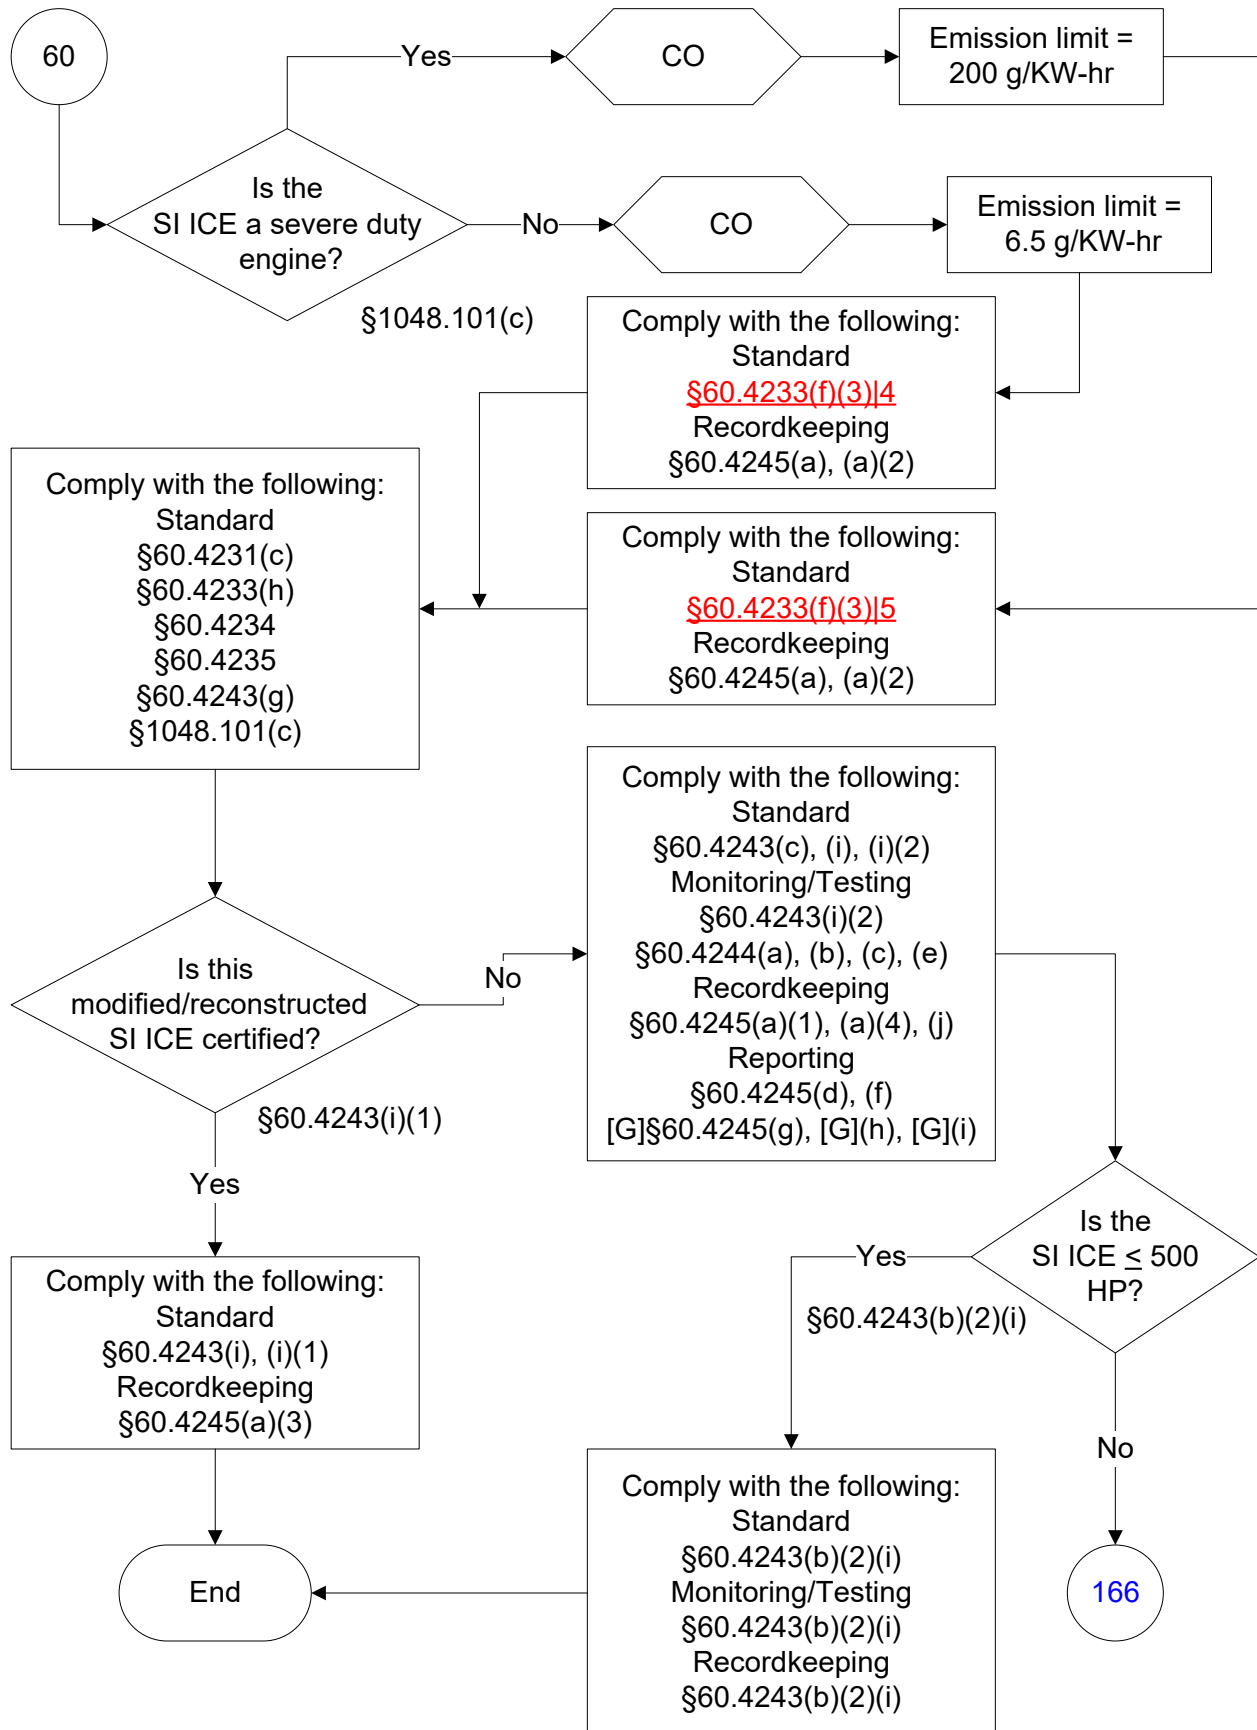 60
Yes
CO
Emission limit =
200 g/KW-hr
Is the
SI ICE a severe duty
engine?
No
CO
Emission limit =
6.5 g/KW-hr
§1048.101(c)
Comply with the following:
Standard
§60.4233(f)(3)|4
Recordkeeping
§60.4245(a), (a)(2)
Comply with the following:
Standard
§60.4231(c)
§60.4233(h)
§60.4234
§60.4235
§60.4243(g)
§1048.101(c)
Comply with the following:
Standard
§60.4233(f)(3)|5
Recordkeeping
§60.4245(a), (a)(2)
Is this
modified/reconstructed
SI ICE certified?
No
§60.4243(i)(1)
Comply with the following:
Standard
§60.4243(c), (i), (i)(2)
Monitoring/Testing
§60.4243(i)(2)
§60.4244(a), (b), (c), (e)
Recordkeeping
§60.4245(a)(1), (a)(4), (j)
Reporting
§60.4245(d), (f)
[G]§60.4245(g), [G](h), [G](i)
Yes
Is the
SI ICE ≤ 500
HP?
Yes
§60.4243(b)(2)(i)
Comply with the following:
Standard
§60.4243(i), (i)(1)
Recordkeeping
§60.4245(a)(3)
No
Comply with the following:
Standard
§60.4243(b)(2)(i)
Monitoring/Testing
§60.4243(b)(2)(i)
Recordkeeping
§60.4243(b)(2)(i)
End
166